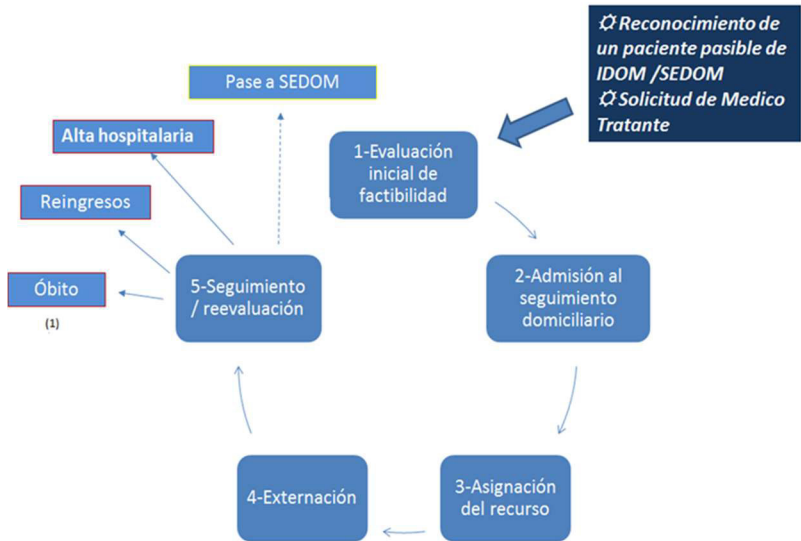 ☼ Reconocimiento de
un paciente pasible de
IDOM /SEDOM
☼ Solicitud de Medico
Tratante
Pase a SEDOM
Alta hospitalaria
Reingresos
Óbito
(1)
1-Evaluación
inicial de
factibilidad
2-Admisión al
seguimiento
domiciliario
3-Asignación
del recurso
4-Externación
5-Seguimiento
/ reevaluación